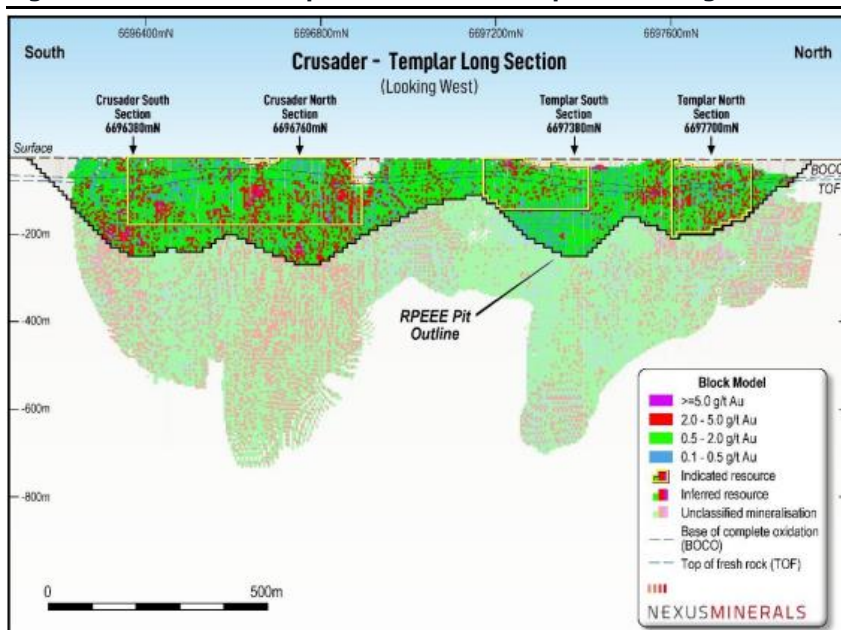 6696400mN 6696800mN 6697200mN 6697600mN
South
North
Crusader - Templar Long Section
(Looking West)
Crusader South
Section
6696380mN
Crusader North
Section
6696760mN
Templar South
Section
6697380mN
Templar North
Section
6697700mN
Surface
BOCO
TOF
-200m
-400m
-600m
-800m
RPEEE Pit
Outline
Block Model
>=5.0 g/t Au
2.0 - 5.0 g/t Au
0.5 - 2.0 g/t Au
0.1 - 0.5 g/t Au
Indicated resource
Inferred resource
Unclassified mineralisation
Base of complete oxidation
(BOCO)
Top of fresh rock (TOF)
NEXUSMINERALS
0 500m